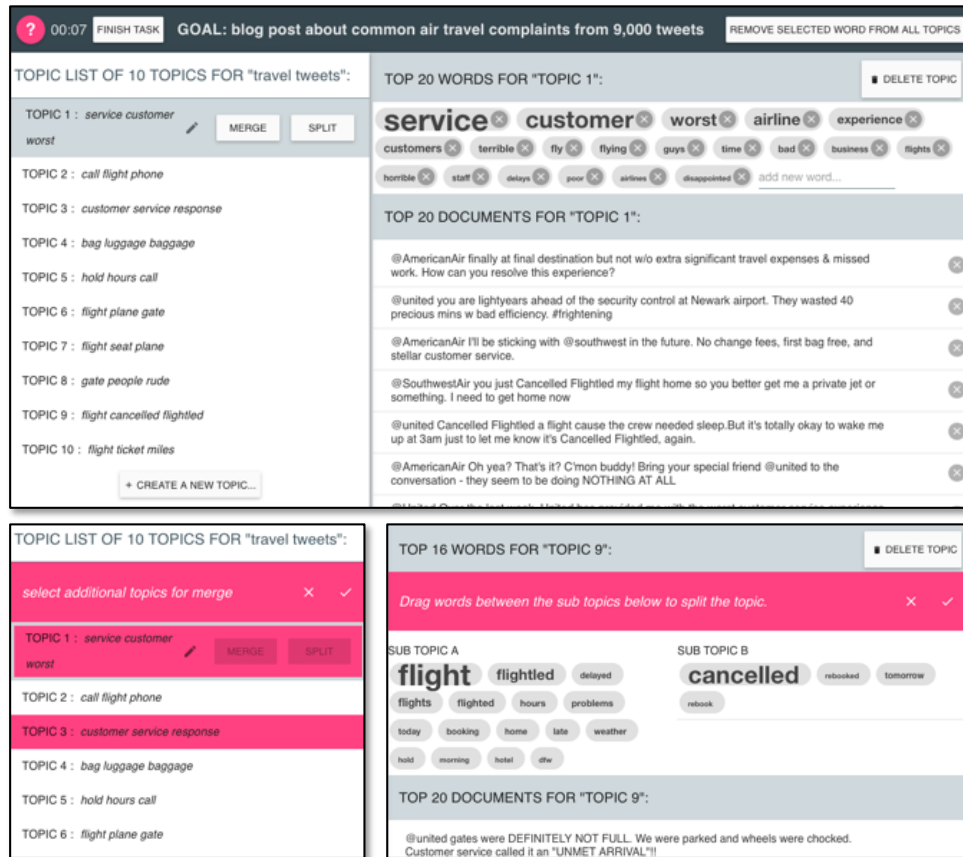 ? 00:07 FINISH TASK GOAL: blog post about common air travel complaints from 9,000 tweets REMOVE SELECTED WORD FROM ALL TOPICS
TOPIC LIST OF 10 TOPICS FOR "travel tweets":
TOPIC 1 : service customer
worst
MERGE SPLIT
TOPIC 2 : call flight phone
TOPIC 3 : customer service response
TOPIC 4 : bag luggage baggage
TOPIC 5 : hold hours call
TOPIC 6 : flight plane gate
TOPIC 7 : flight seat plane
TOPIC 8 : gate people rude
TOPIC 9 : flight cancelled flightled
TOPIC 10 : flight ticket miles
+ CREATE A NEW TOPIC...
TOP 20 WORDS FOR "TOPIC 1": DELETE TOPIC
service customer worst airline experience
customers terrible fly flying guys time bad business flights
horrible staff delays poor airlines disappointed add new word...
TOP 20 DOCUMENTS FOR "TOPIC 1":
@AmericanAir finally at final destination but not w/o extra significant travel expenses & missed
work. How can you resolve this experience?
@united you are lightyears ahead of the security control at Newark airport. They wasted 40
precious mins w bad efficiency. #frightening
@AmericanAir I'll be sticking with @southwest in the future. No change fees, first bag free, and
stellar customer service.
@SouthwestAir you just Cancelled Flightled my flight home so you better get me a private jet or
something. I need to get home now
@united Cancelled Flightled a flight cause the crew needed sleep.But it's totally okay to wake me
up at 3am just to let me know it's Cancelled Flightled, again.
@AmericanAir Oh yea? That's it? C'mon buddy! Bring your special friend @united to the
conversation - they seem to be doing NOTHING AT ALL
TOPIC LIST OF 10 TOPICS FOR "travel tweets":
select additional topics for merge
TOPIC 1 : service customer
worst
MERGE SPLIT
TOPIC 2 : call flight phone
TOPIC 3 : customer service response
TOPIC 4 : bag luggage baggage
TOPIC 5 : hold hours call
TOPIC 6 : flight plane gate
TOP 16 WORDS FOR "TOPIC 9": DELETE TOPIC
Drag words between the sub topics below to split the topic.
SUB TOPIC A
flight flightled delayed
flights flighted hours problems
today booking home late weather
hold morning hotel dfw
SUB TOPIC B
cancelled rebooked tomorrow
rebook
TOP 20 DOCUMENTS FOR "TOPIC 9":
@united gates were DEFINITELY NOT FULL. We were parked and wheels were chocked.
Customer service called it an "UNMET ARRIVAL"!!